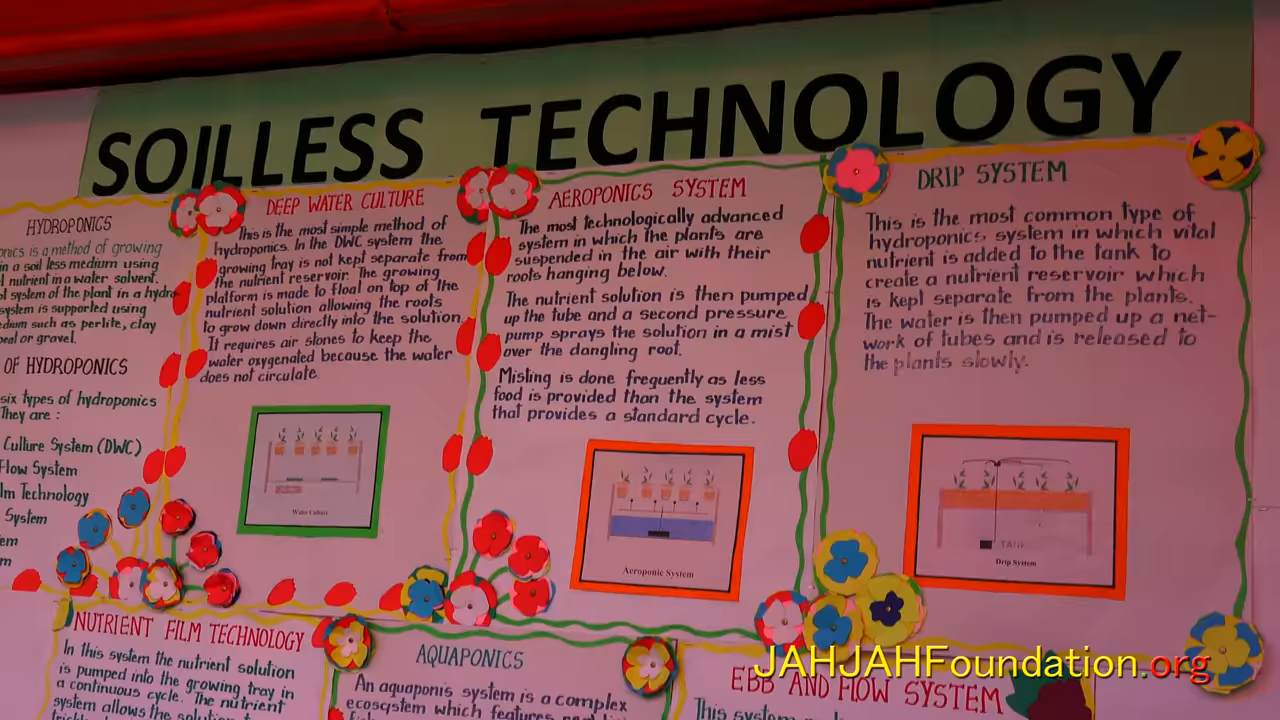 SOILLESS TECHNOLOGY
HYDROPONICS
onics is a method of growing
in a soil less medium using
l nutrient in a water solvent.
system of the plant in a hydro-
system is supported using
dium such as perlite, clay
peat or gravel.
OF HYDROPONICS
six types of hydroponics
They are :
Culture System (DWC)
Flow System
lm Technology
System
em
m
DEEP WATER CULTURE
This is the most simple method of
hydroponics. In the DWC system the
growing tray is not kept separate from
the nutrient reservoir. The growing
platform is made to float on top of the
nutrient solution allowing the roots
to grow down directly into the solution.
It requires air stones to keep the
water oxygenated because the water
does not circulate.
Water Culture
AEROPONICS SYSTEM
The most technologically advanced
system in which the plants are
suspended in the air with their
roots hanging below.
The nutrient solution is then pumped
up the tube and a second pressure
pump sprays the solution in a mist
over the dangling root.
Misting is done frequently as less
food is provided than the system
that provides a standard cycle.
Aeroponic System
DRIP SYSTEM
This is the most common type of
hydroponics system in which vital
nutrient is added to the tank to
create a nutrient reservoir which
is kept separate from the plants.
The water is then pumped up a net-
work of tubes and is released to
the plants slowly.
TANK
Drip System
NUTRIENT FILM TECHNOLOGY
In this system the nutrient solution
is pumped into the growing tray in
a continuous cycle. The nutrient
system allows the solution
AQUAPONICS
An aquaponis system is a complex
ecosystem which features
EBB AND FLOW SYSTEM
This system
JAHJAHFoundation.org